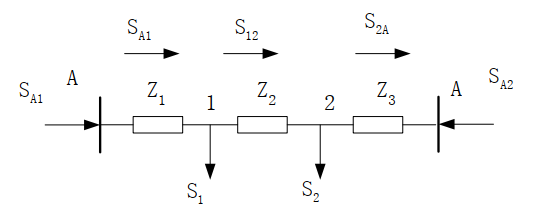 S_A1 S_12 S_2A
S_A1 A Z_1 1 Z_2 2 Z_3 A S_A2
S_1 S_2